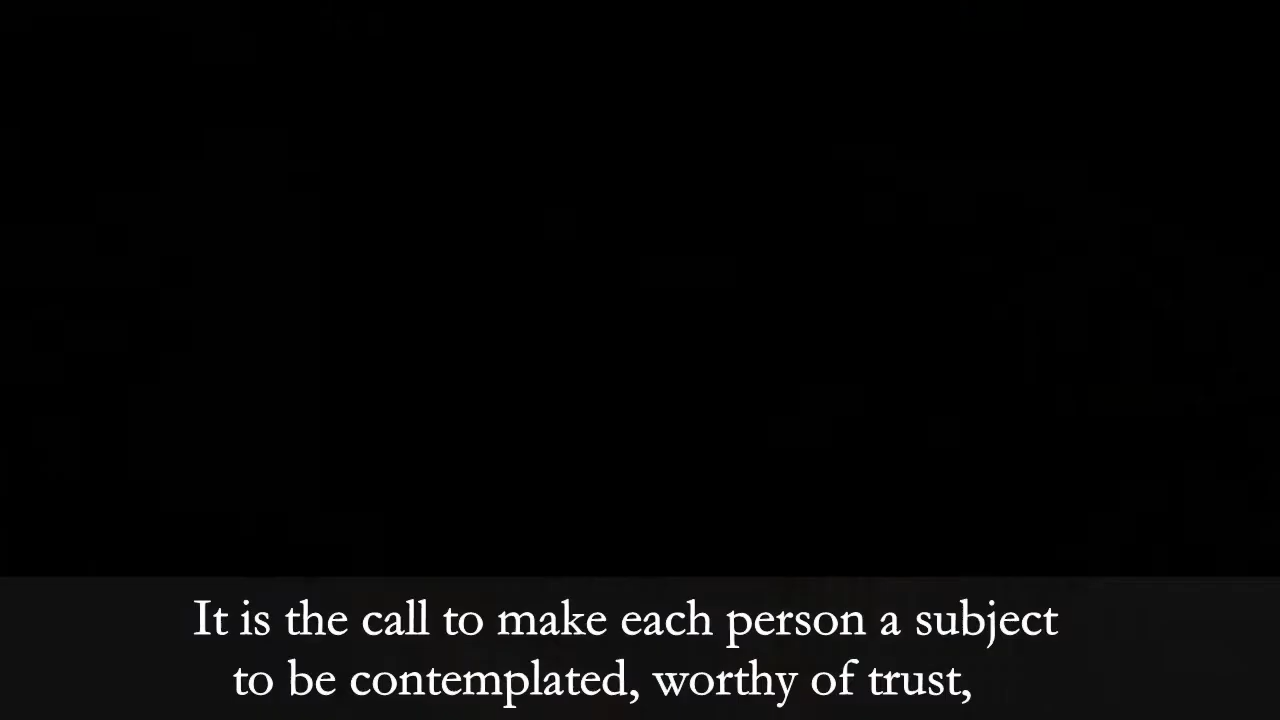 It is the call to make each person a subject
to be contemplated, worthy of trust,